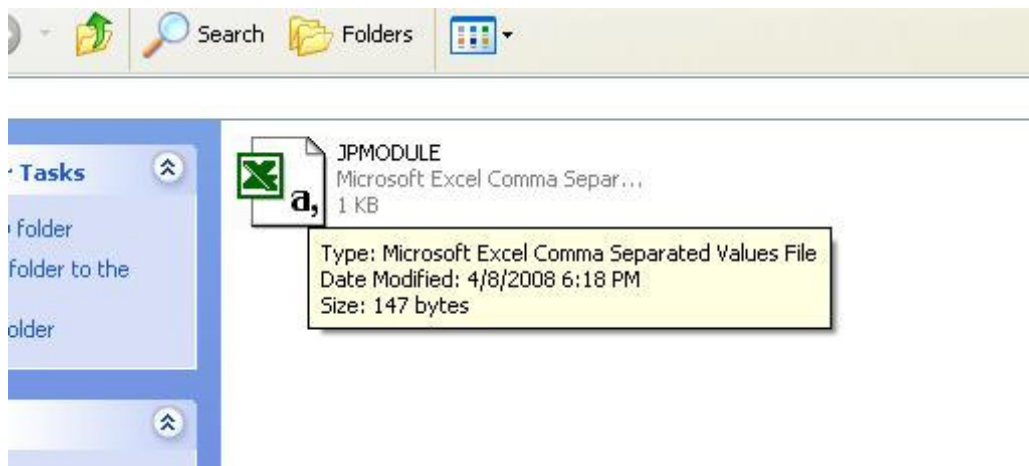 Search Folders
JPMODULE
Microsoft Excel Comma Separ...
1 KB
a,
Tasks
folder
folder to the
older
Type: Microsoft Excel Comma Separated Values File
Date Modified: 4/8/2008 6:18 PM
Size: 147 bytes